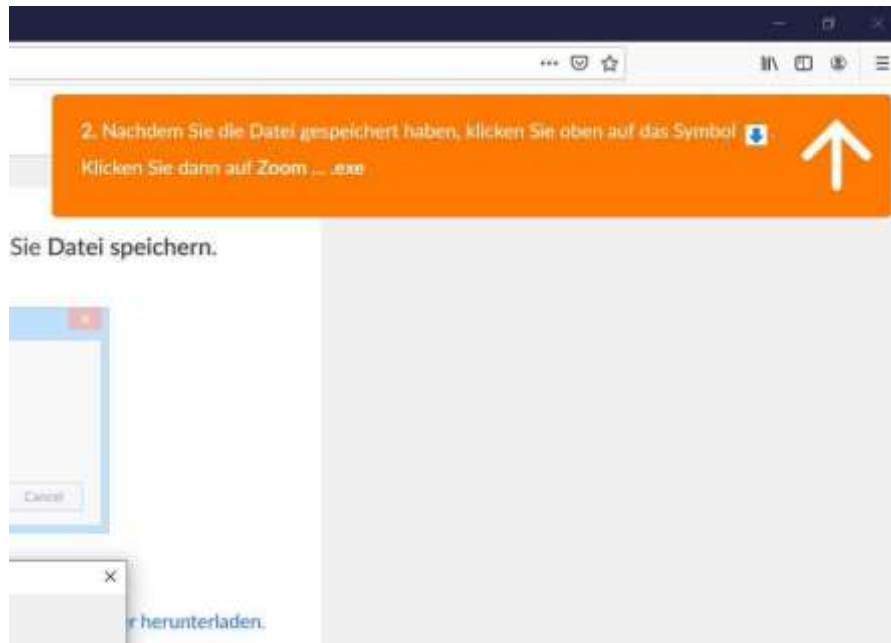 2. Nachdem Sie die Datei gespeichert haben, klicken Sie oben auf das Symbol .
Klicken Sie dann auf Zoom ... .exe
Sie Datei speichern.
Cancel
r herunterladen.